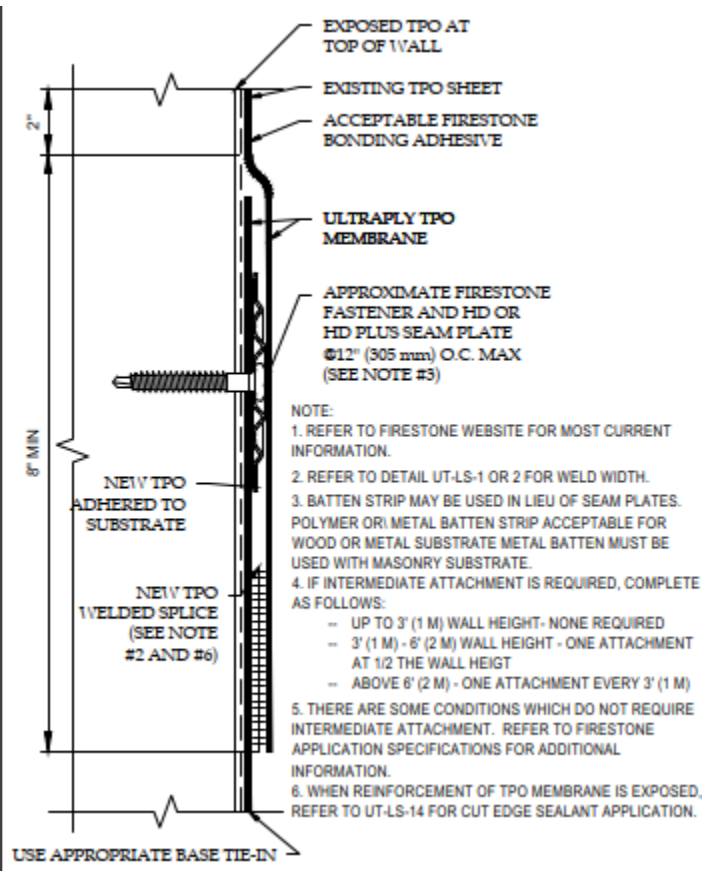 EXPOSED TPO AT
TOP OF WALL
EXISTING TPO SHEET
2"
ACCEPTABLE FIRESTONE
BONDING ADHESIVE
ULTRAPLY TPO
MEMBRANE
APPROXIMATE FIRESTONE
FASTENER AND HD OR
HD PLUS SEAM PLATE
@12" (305 mm) O.C. MAX
(SEE NOTE #3)
8" MIN
NEW TPO
ADHERED TO
SUBSTRATE
NEW TPO
WELDED SPLICE
(SEE NOTE
#2 AND #6)
NOTE:
1. REFER TO FIRESTONE WEBSITE FOR MOST CURRENT
INFORMATION.
2. REFER TO DETAIL UT-LS-1 OR 2 FOR WELD WIDTH.
3. BATTEN STRIP MAY BE USED IN LIEU OF SEAM PLATES.
POLYMER OR\ METAL BATTEN STRIP ACCEPTABLE FOR
WOOD OR METAL SUBSTRATE METAL BATTEN MUST BE
USED WITH MASONRY SUBSTRATE.
4. IF INTERMEDIATE ATTACHMENT IS REQUIRED, COMPLETE
AS FOLLOWS:
-- UP TO 3' (1 M) WALL HEIGHT- NONE REQUIRED
-- 3' (1 M) - 6' (2 M) WALL HEIGHT - ONE ATTACHMENT
AT 1/2 THE WALL HEIGT
-- ABOVE 6' (2 M) - ONE ATTACHMENT EVERY 3' (1 M)
5. THERE ARE SOME CONDITIONS WHICH DO NOT REQUIRE
INTERMEDIATE ATTACHMENT. REFER TO FIRESTONE
APPLICATION SPECIFICATIONS FOR ADDITIONAL
INFORMATION.
6. WHEN REINFORCEMENT OF TPO MEMBRANE IS EXPOSED,
REFER TO UT-LS-14 FOR CUT EDGE SEALANT APPLICATION.
USE APPROPRIATE BASE TIE-IN